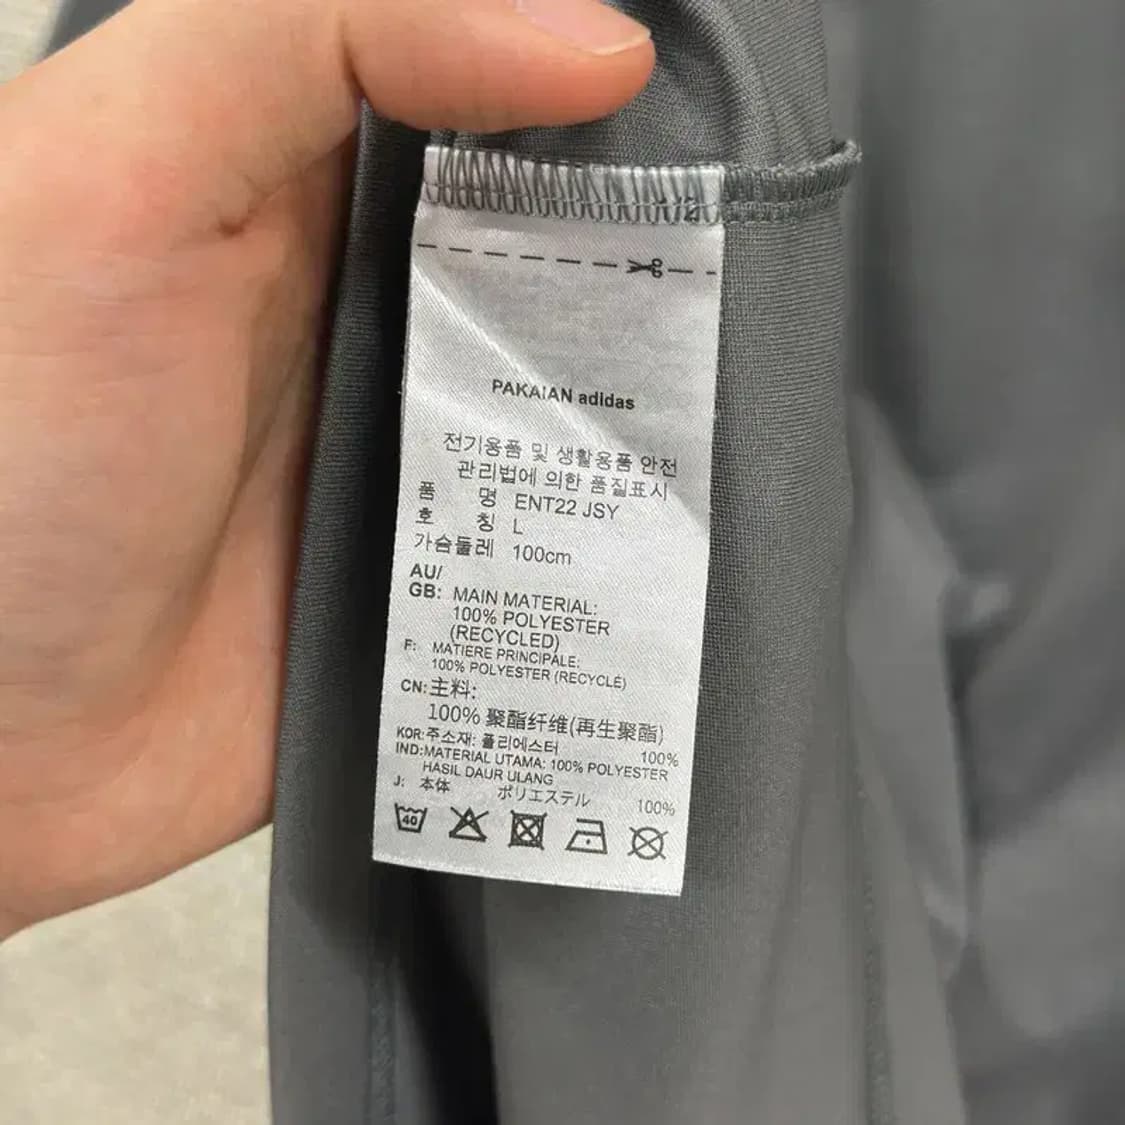 PAKAIAN adidas
전기용품 및 생활용품 안전
관리법에 의한 품질표시
품 명 ENT22 JSY
호 칭 L
가슴둘레 100cm
AU/
GB: MAIN MATERIAL:
100% POLYESTER
(RECYCLED)
F: MATIERE PRINCIPALE:
100% POLYESTER (RECYCLÉ)
CN: 主料:
100% 聚酯纤维(再生聚酯)
KOR: 주소재: 폴리에스터 100%
IND: MATERIAL UTAMA: 100% POLYESTER
HASIL DAUR ULANG
J: 本体 ポリエステル 100%
40